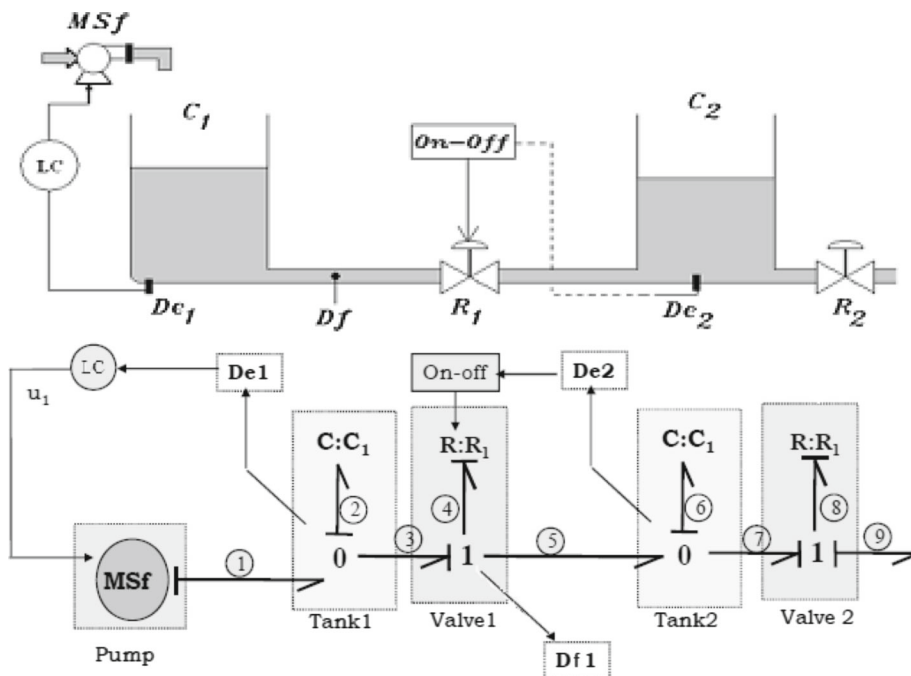 MSf
C1
C2
LC
On-Off
De1
Df
R1
De2
R2
LC
De1
On-off
De2
u1
C:C1
R:R1
C:C1
R:R1
2
4
6
8
1
3
5
7
9
MSf
0
1
0
1
Tank1
Valve1
Tank2
Valve 2
Pump
Df 1